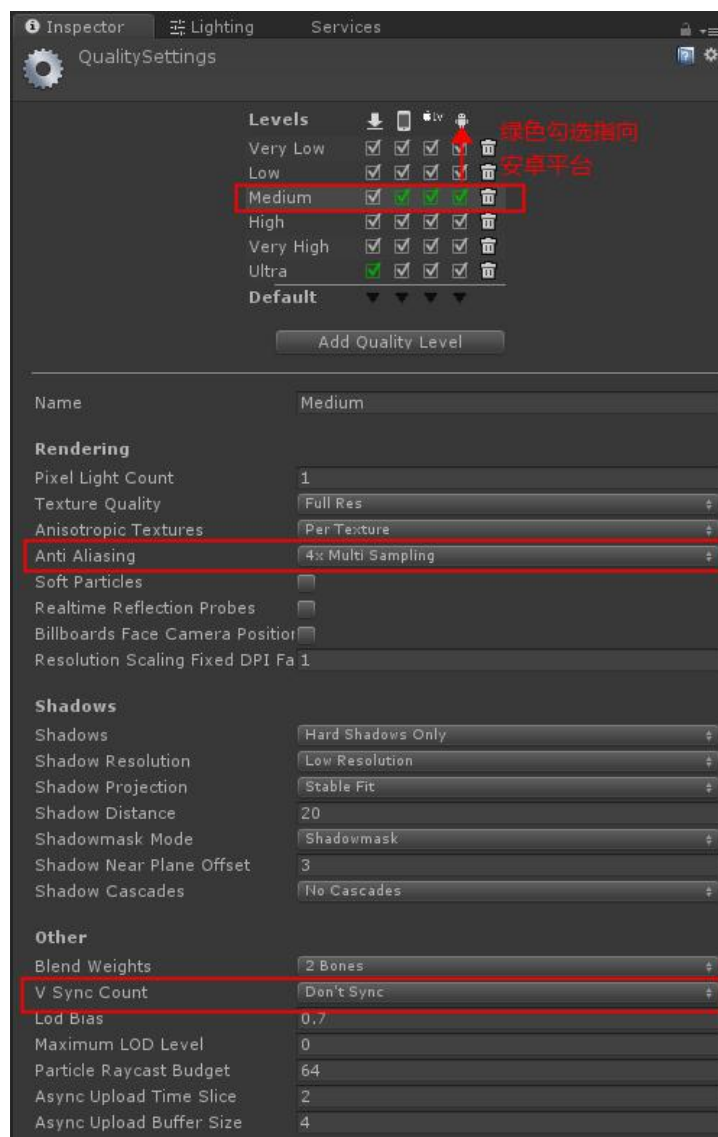 Inspector Lighting Services
QualitySettings
Levels tv
绿色勾选指向
Very Low
安卓平台
Low
Medium
High
Very High
Ultra
Default
Add Quality Level
Name Medium
Rendering
Pixel Light Count 1
Texture Quality Full Res
Anisotropic Textures Per Texture
Anti Aliasing 4x Multi Sampling
Soft Particles
Realtime Reflection Probes
Billboards Face Camera Position
Resolution Scaling Fixed DPI Fa 1
Shadows
Shadows Hard Shadows Only
Shadow Resolution Low Resolution
Shadow Projection Stable Fit
Shadow Distance 20
Shadowmask Mode Shadowmask
Shadow Near Plane Offset 3
Shadow Cascades No Cascades
Other
Blend Weights 2 Bones
V Sync Count Don't Sync
Lod Bias 0.7
Maximum LOD Level 0
Particle Raycast Budget 64
Async Upload Time Slice 2
Async Upload Buffer Size 4